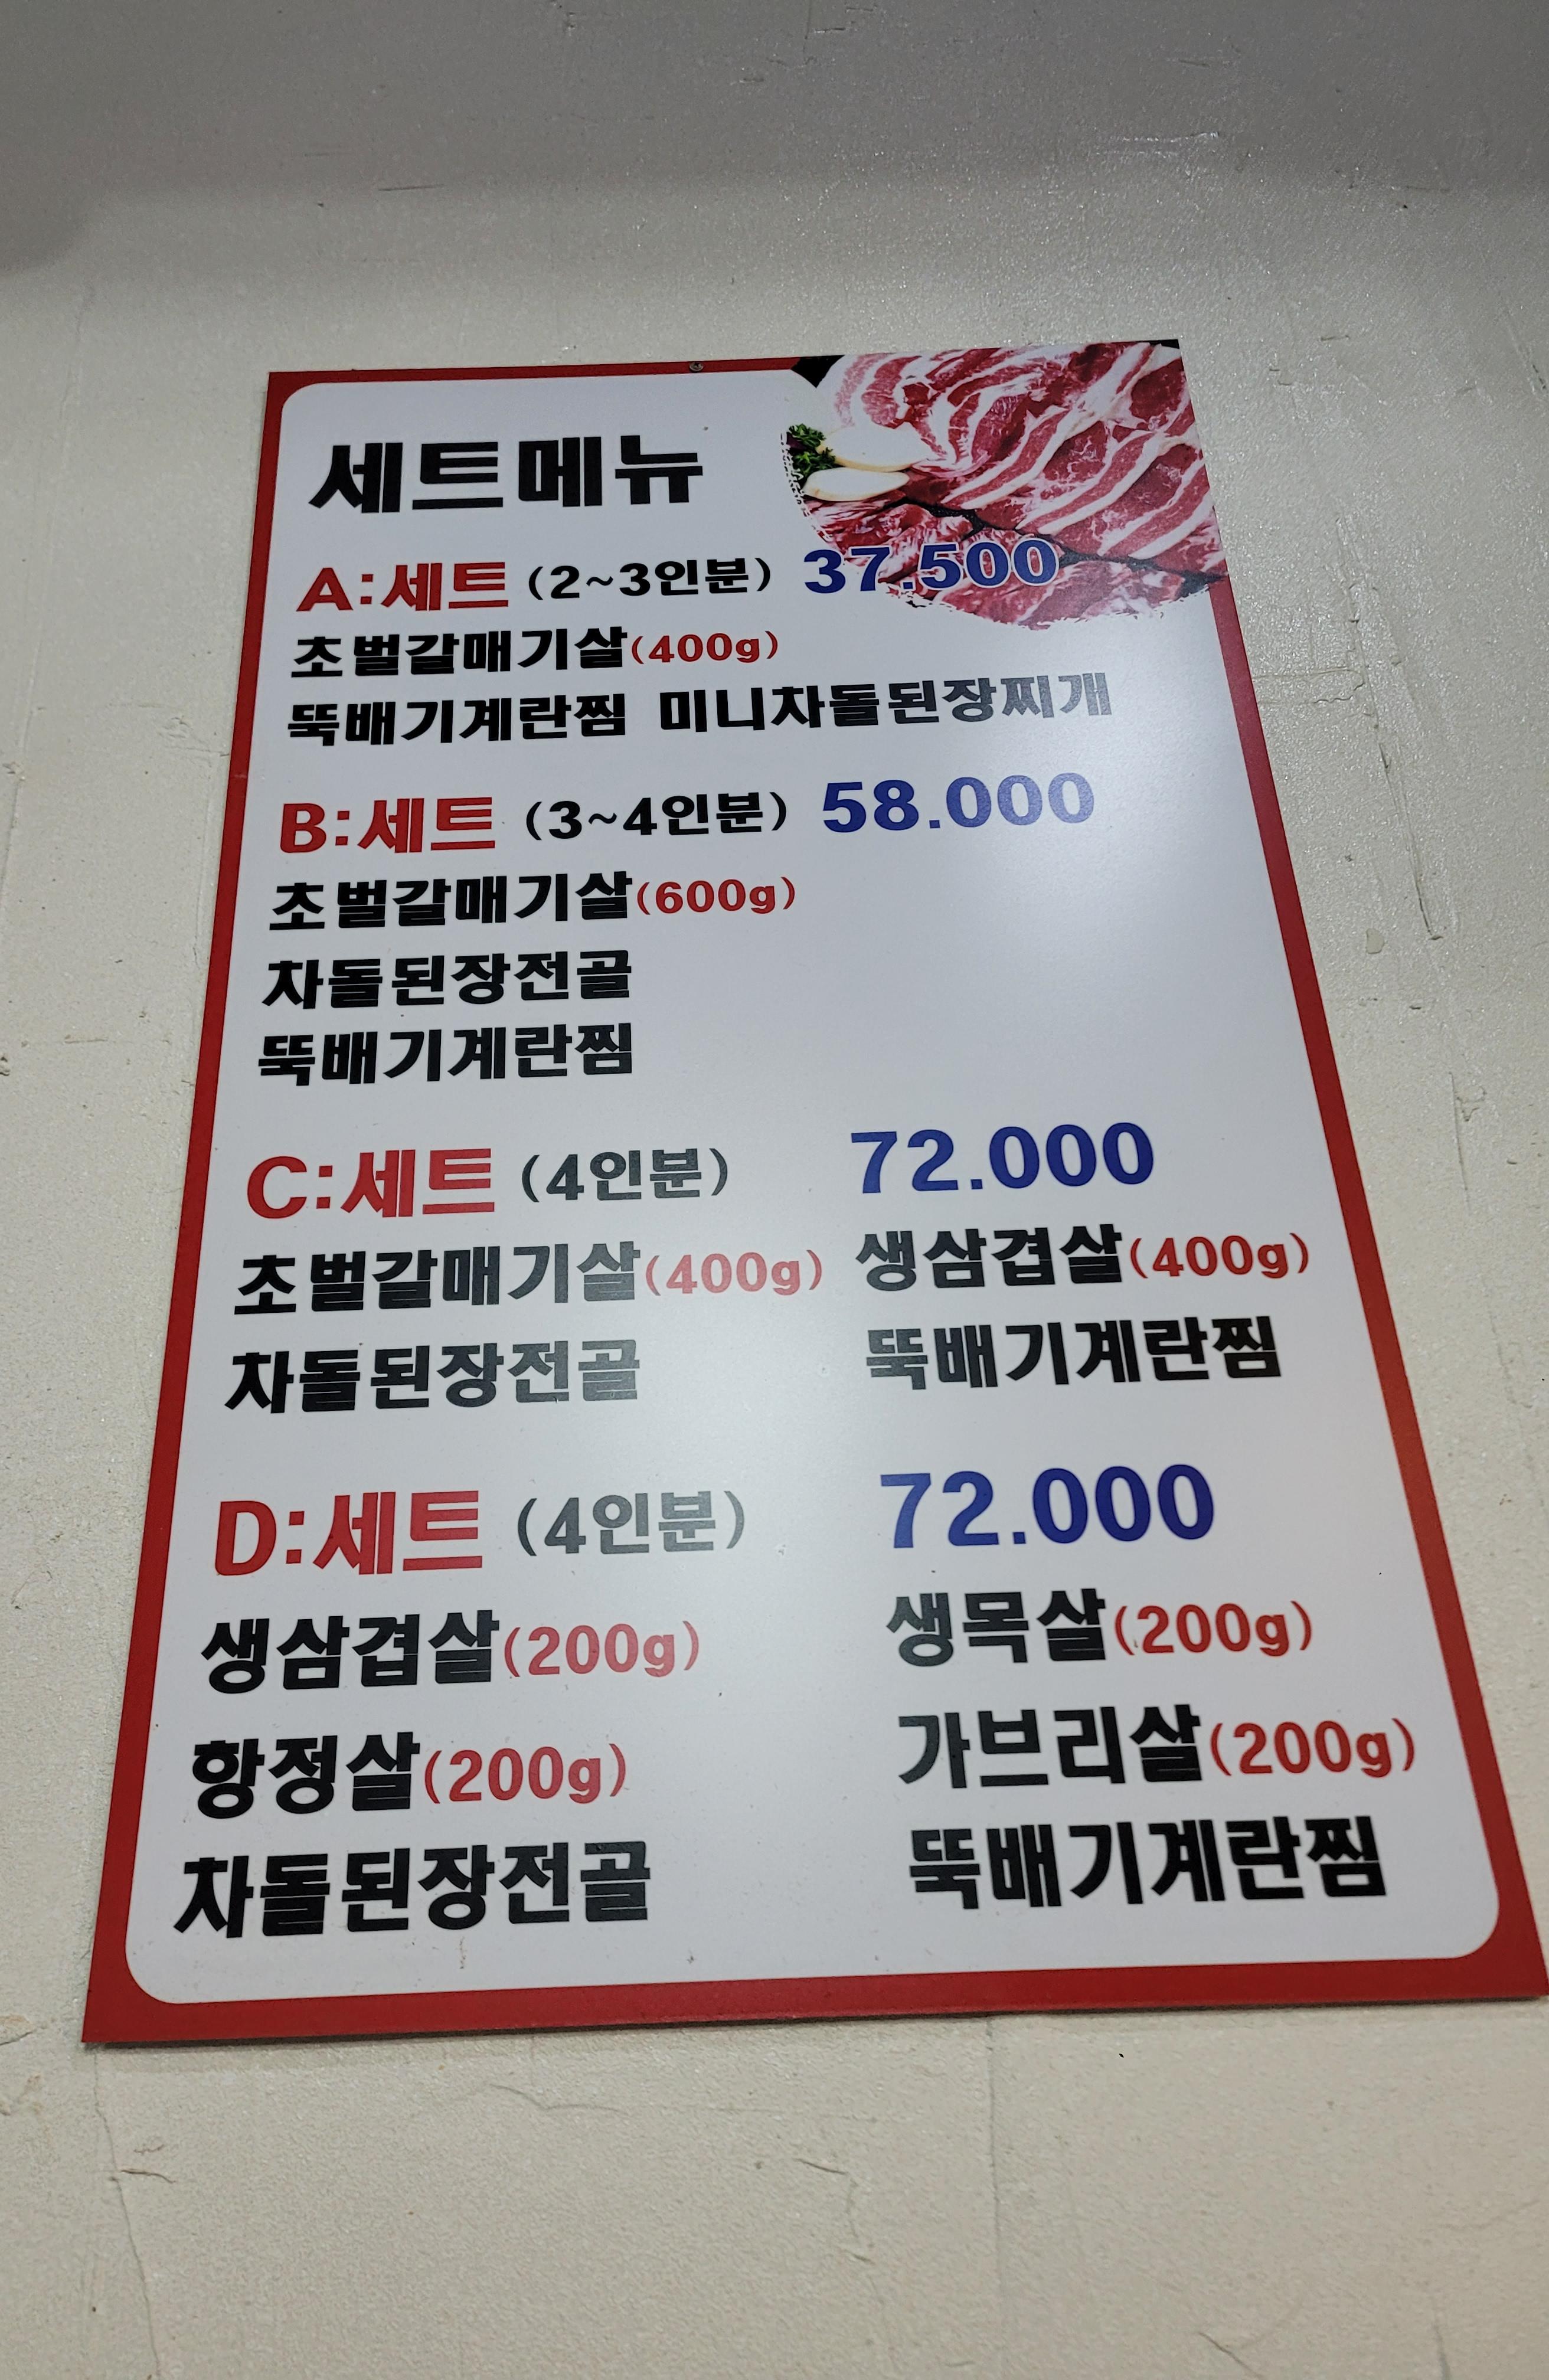 세트메뉴
A:세트 (2~3인분) 37.500
초벌갈매기살(400g)
뚝배기계란찜 미니차돌된장찌개
B:세트 (3~4인분) 58.000
초벌갈매기살(600g)
차돌된장전골
뚝배기계란찜
C:세트 (4인분) 72.000
초벌갈매기살(400g) 생삼겹살(400g)
차돌된장전골 뚝배기계란찜
D:세트 (4인분) 72.000
생삼겹살(200g) 생목살(200g)
항정살(200g) 가브리살(200g)
차돌된장전골 뚝배기계란찜